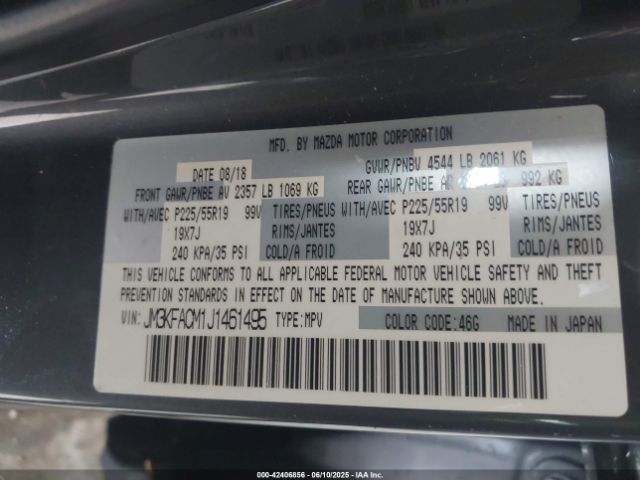 MFD. BY MAZDA MOTOR CORPORATION
DATE 08/18 GVWR/PNBV 4544 LB 2061 KG
FRONT GAWR/PNBE AV 2357 LB 1069 KG REAR GAWR/PNBE 992 KG
WITH/AVEC P225/55R19 99V TIRES/PNEUS WITH/AVEC P225/55R19 99V TIRES/PNEUS
19X7J RIMS/JANTES 19X7J RIMS/JANTES
240 KPA/35 PSI COLD/A FROID 240 KPA/35 PSI COLD/A FROID
THIS VEHICLE CONFORMS TO ALL APPLICABLE FEDERAL MOTOR VEHICLE SAFETY AND THEFT
PREVENTION STANDARDS IN EFFECT ON THE DATE OF MANUFACTURE SHOWN ABOVE.
VIN: JM3KFACM1J1461495 TYPE:MPV COLOR CODE:46G MADE IN JAPAN
000-42406856 - 06/10/2025 - IAA Inc.